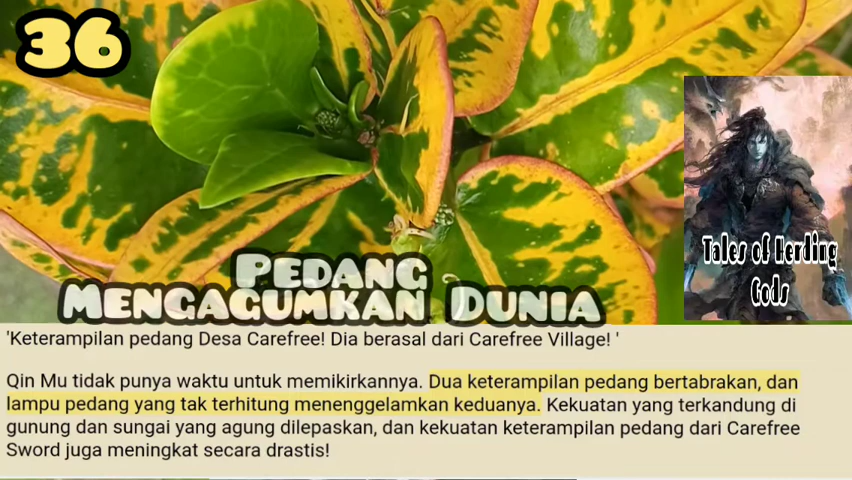 36
Tales of Herding
Gods
PEDANG
MENGAGUMKAN DUNIA
'Keterampilan pedang Desa Carefree! Dia berasal dari Carefree Village! '
Qin Mu tidak punya waktu untuk memikirkannya. Dua keterampilan pedang bertabrakan, dan
lampu pedang yang tak terhitung menenggelamkan keduanya. Kekuatan yang terkandung di
gunung dan sungai yang agung dilepaskan, dan kekuatan keterampilan pedang dari Carefree
Sword juga meningkat secara drastis!